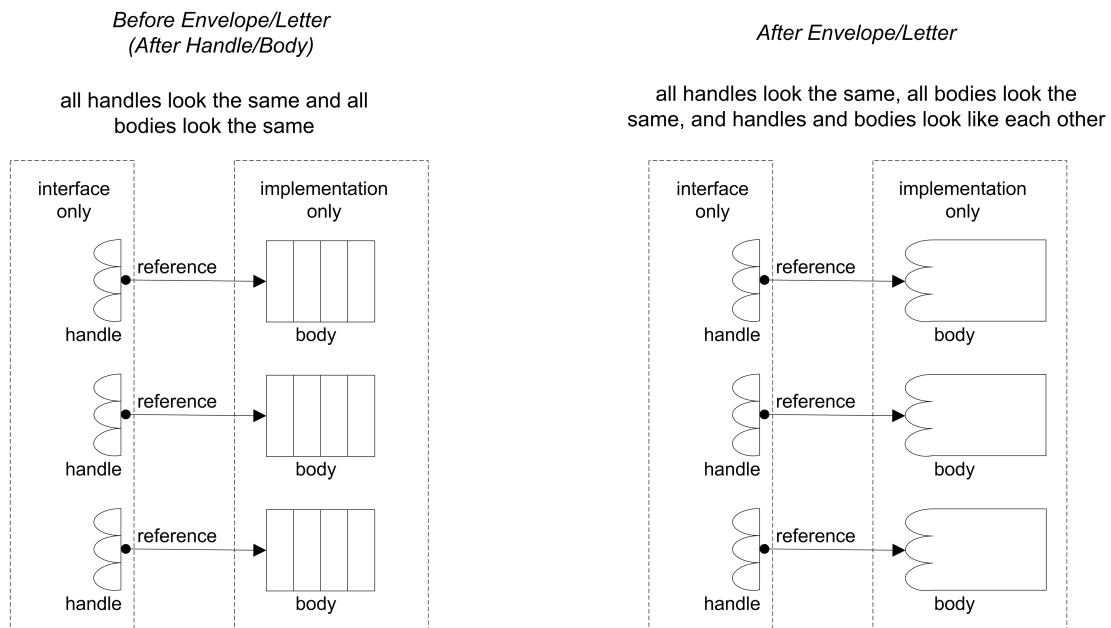 Before Envelope/Letter
(After Handle/Body)
all handles look the same and all
bodies look the same
interface
only
implementation
only
reference
handle
body
reference
handle
body
reference
handle
body
After Envelope/Letter
all handles look the same, all bodies look the
same, and handles and bodies look like each other
interface
only
implementation
only
reference
handle
body
reference
handle
body
reference
handle
body